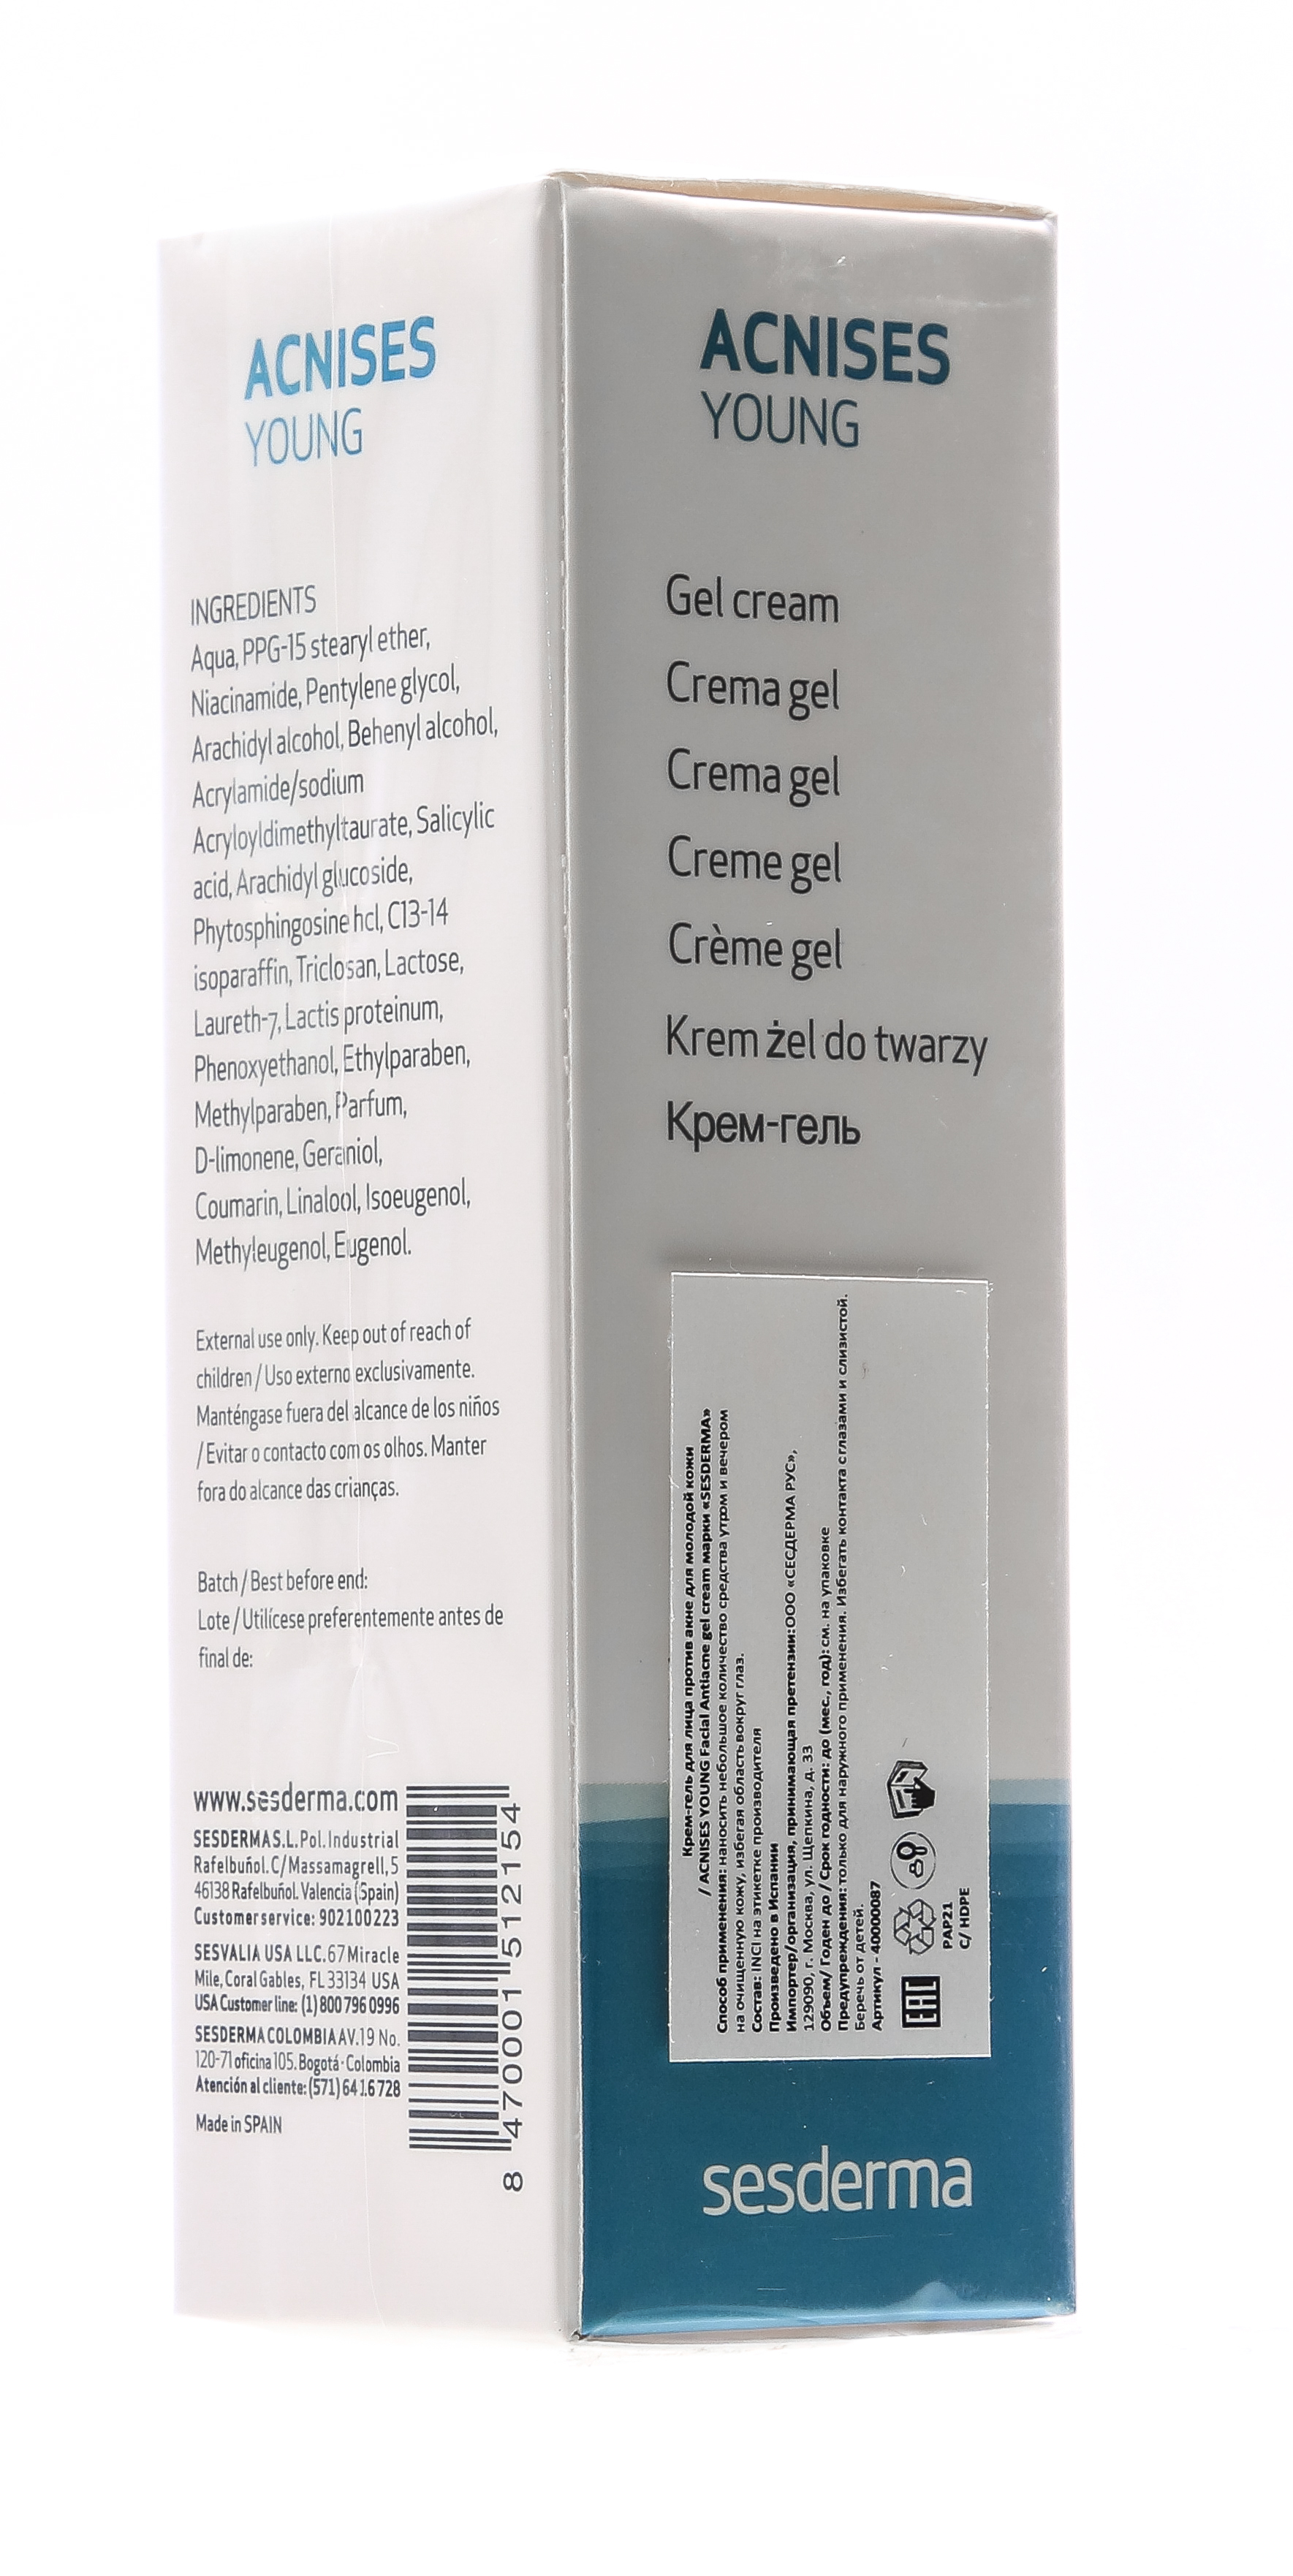 ACNISES
YOUNG
INGREDIENTS
Aqua, PPG-15 stearyl ether,
Niacinamide, Pentylene glycol,
Arachidyl alcohol, Behenyl alcohol,
Acrylamide/sodium
Acryloyldimethyltaurate, Salicylic
acid, Arachidyl glucoside,
Phytosphingosine hcl, C13-14
isoparaffin, Triclosan, Lactose,
Laureth-7, Lactis proteinum,
Phenoxyethanol, Ethylparaben,
Methylparaben, Parfum,
D-limonene, Geraniol,
Coumarin, Linalool, Isoeugenol,
Methyleugenol, Eugenol.
External use only. Keep out of reach of
children / Uso externo exclusivamente.
Manténgase fuera del alcance de los niños
/ Evitar o contacto com os olhos. Manter
fora do alcance das crianças.
Batch / Best before end:
Lote / Utilícese preferentemente antes de
final de:
www.sesderma.com
SESDERMA S.L. Pol. Industrial
Rafelbuñol. C/ Massamagrell, 5
46138 Rafelbuñol. Valencia (Spain)
Customer service: 902100223
SESVALIA USA LLC. 67 Miracle
Mile, Coral Gables, FL 33134 USA
USA Customer line: (1) 800 796 0996
SESDERMA COLOMBIA AV. 19 No.
120-71 oficina 105. Bogotá - Colombia
Atención al cliente: (571) 64 16 728
Made in SPAIN
8 470001 512154
ACNISES
YOUNG
Gel cream
Crema gel
Crema gel
Creme gel
Crème gel
Krem żel do twarzy
Крем-гель
Крем-гель для лица против акне для молодой кожи
/ ACNISES YOUNG Facial Antiacne gel cream марки «SESDERMA»
Способ применения: наносить небольшое количество средства утром и вечером
на очищенную кожу, избегая область вокруг глаз.
Состав: INCI на этикетке производителя
Произведено в Испании
Импортер/организация, принимающая претензии: ООО «СЕСДЕРМА РУС»,
129090, г. Москва, ул. Щепкина, д. 33
Объем/ Годен до / Срок годности: до (мес., год): см. на упаковке
Предупреждения: только для наружного применения. Избегать контакта с глазами и слизистой.
Беречь от детей.
Артикул - 40000087
EAC
PAP21
C/ HDPE
sesderma